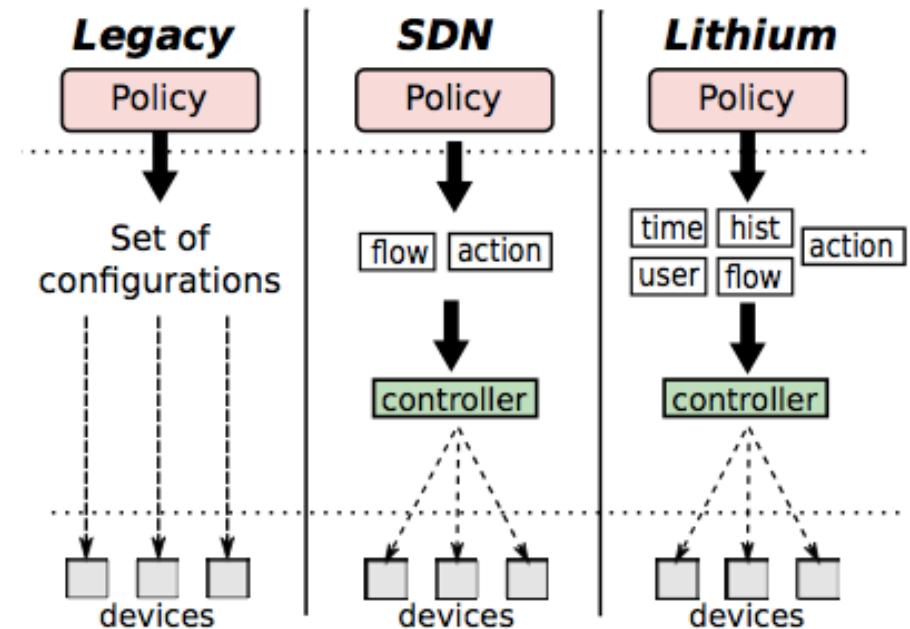 Legacy
Policy
Set of
configurations
devices
SDN
Policy
flow action
controller
devices
Lithium
Policy
time hist
action
user flow
controller
devices